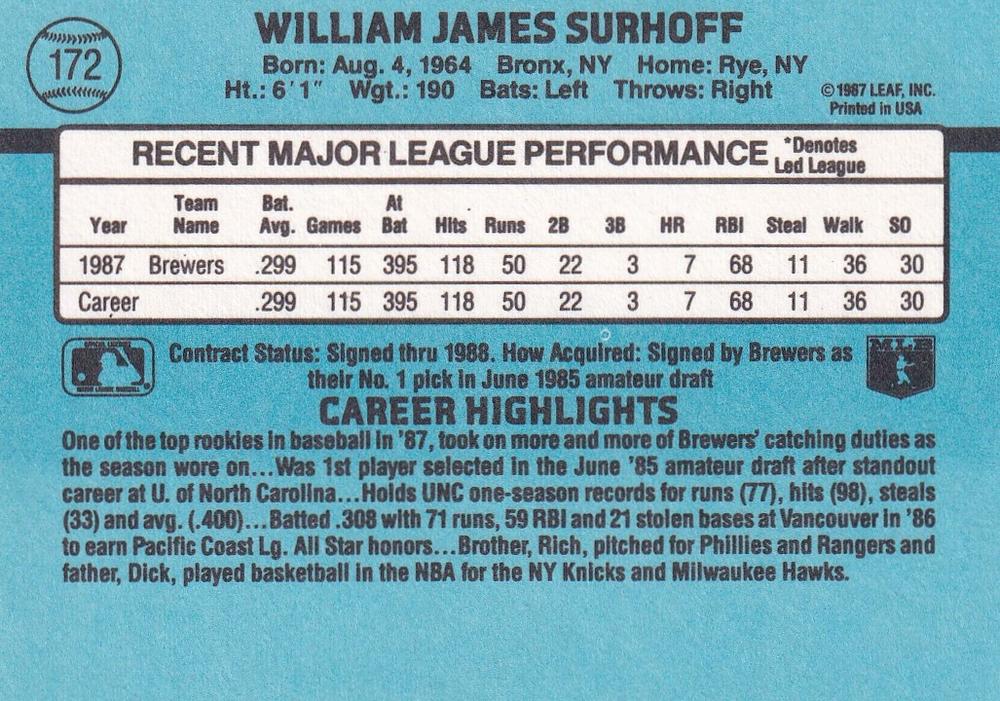 172
WILLIAM JAMES SURHOFF
Born: Aug. 4, 1964 Bronx, NY Home: Rye, NY
Ht.: 6'1" Wgt.: 190 Bats: Left Throws: Right
©1987 LEAF, INC.
Printed in USA
RECENT MAJOR LEAGUE PERFORMANCE *Denotes
Led League
Year Team Name Bat. Avg. Games At Bat Hits Runs 2B 3B HR RBI Steal Walk SO
1987 Brewers .299 115 395 118 50 22 3 7 68 11 36 30
Career .299 115 395 118 50 22 3 7 68 11 36 30
Contract Status: Signed thru 1988. How Acquired: Signed by Brewers as
their No. 1 pick in June 1985 amateur draft
MLB
CAREER HIGHLIGHTS
One of the top rookies in baseball in '87, took on more and more of Brewers' catching duties as
the season wore on...Was 1st player selected in the June '85 amateur draft after standout
career at U. of North Carolina...Holds UNC one-season records for runs (77), hits (98), steals
(33) and avg. (.400)...Batted .308 with 71 runs, 59 RBI and 21 stolen bases at Vancouver in '86
to earn Pacific Coast Lg. All Star honors...Brother, Rich, pitched for Phillies and Rangers and
father, Dick, played basketball in the NBA for the NY Knicks and Milwaukee Hawks.